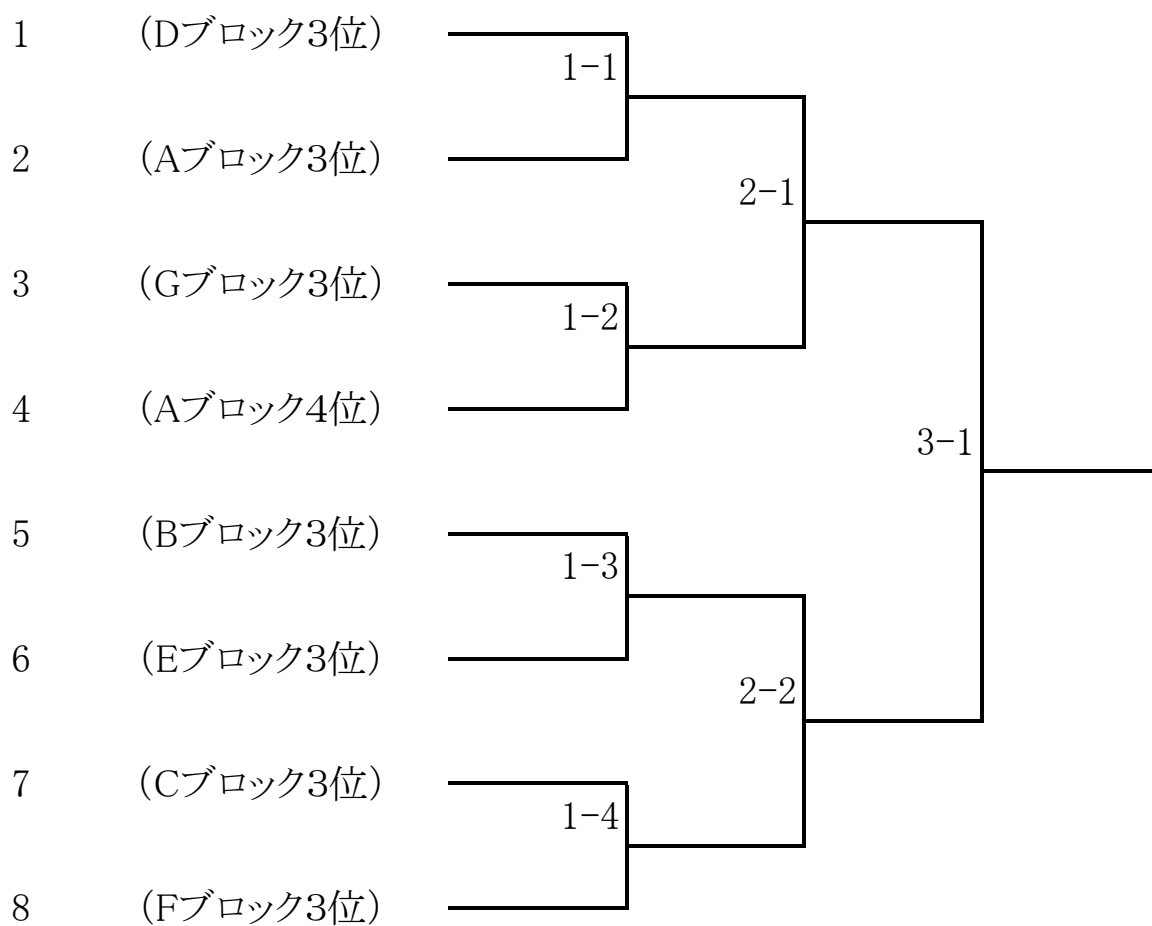 1 (Dブロック3位)
1-1
2 (Aブロック3位)
2-1
3 (Gブロック3位)
1-2
4 (Aブロック4位)
3-1
5 (Bブロック3位)
1-3
6 (Eブロック3位)
2-2
7 (Cブロック3位)
1-4
8 (Fブロック3位)